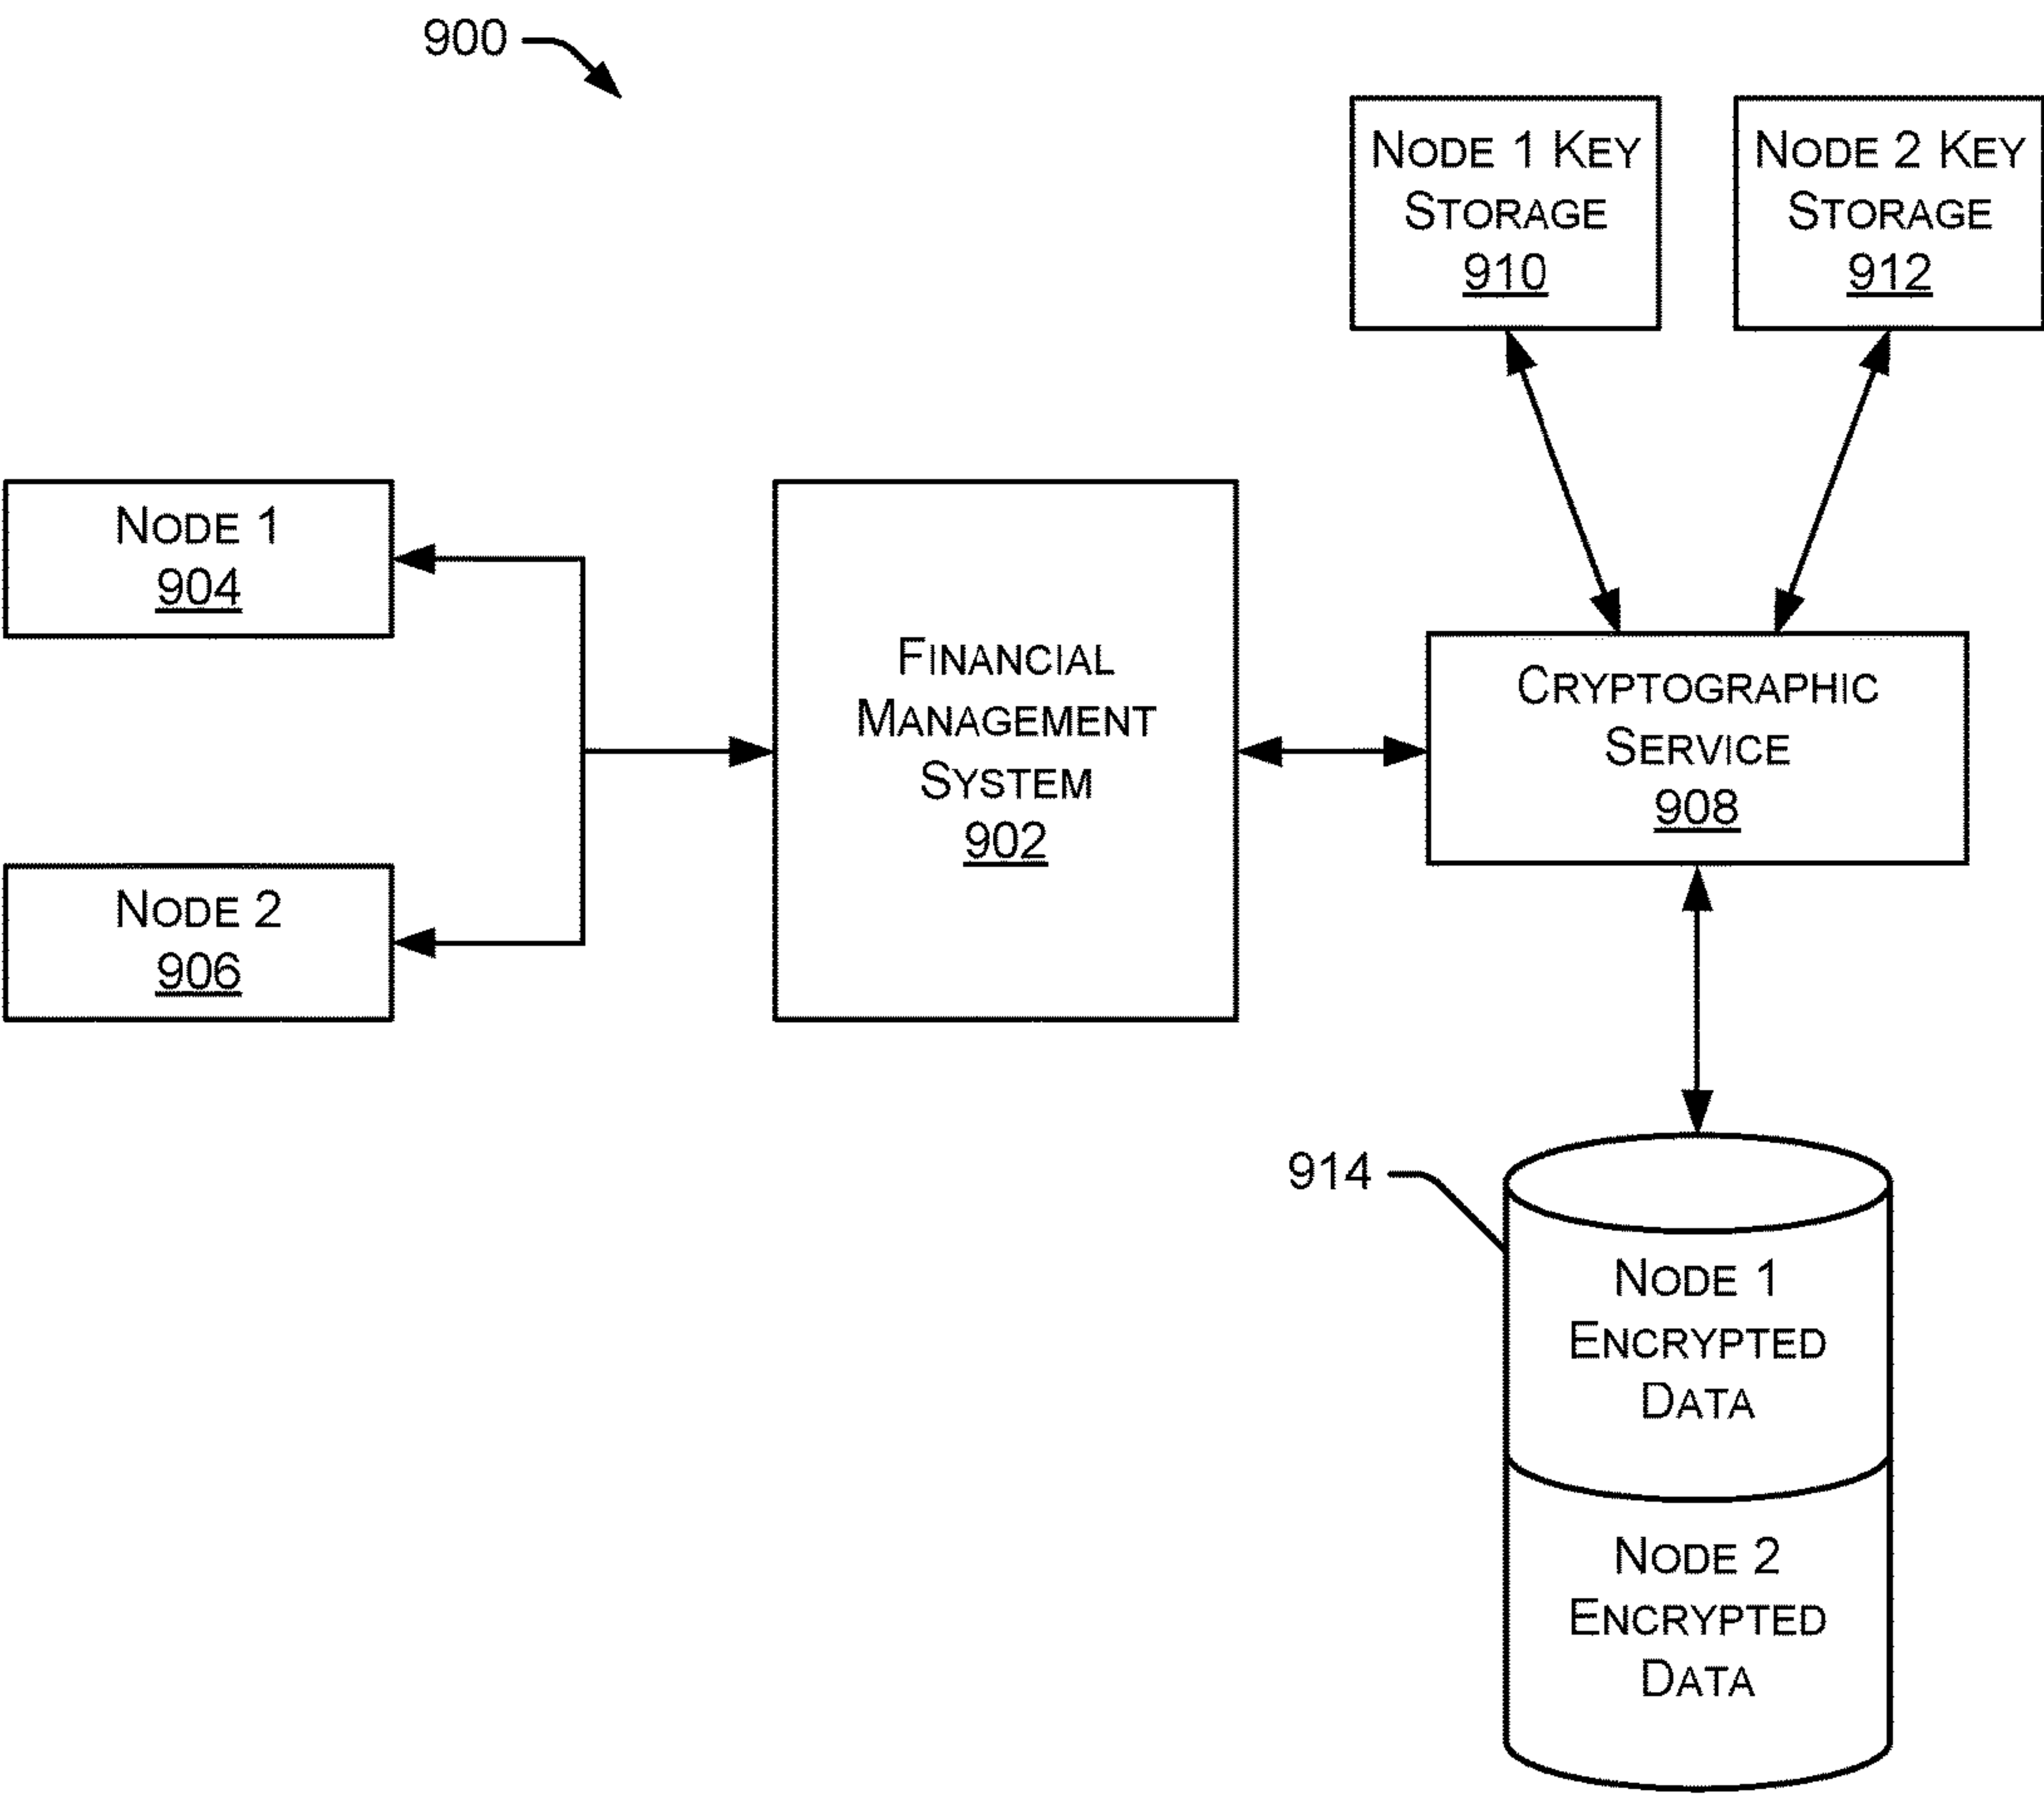 900
NODE 1 KEY
STORAGE
910
NODE 2 KEY
STORAGE
912
NODE 1
904
NODE 2
906
FINANCIAL
MANAGEMENT
SYSTEM
902
CRYPTOGRAPHIC
SERVICE
908
914
NODE 1
ENCRYPTED
DATA
NODE 2
ENCRYPTED
DATA